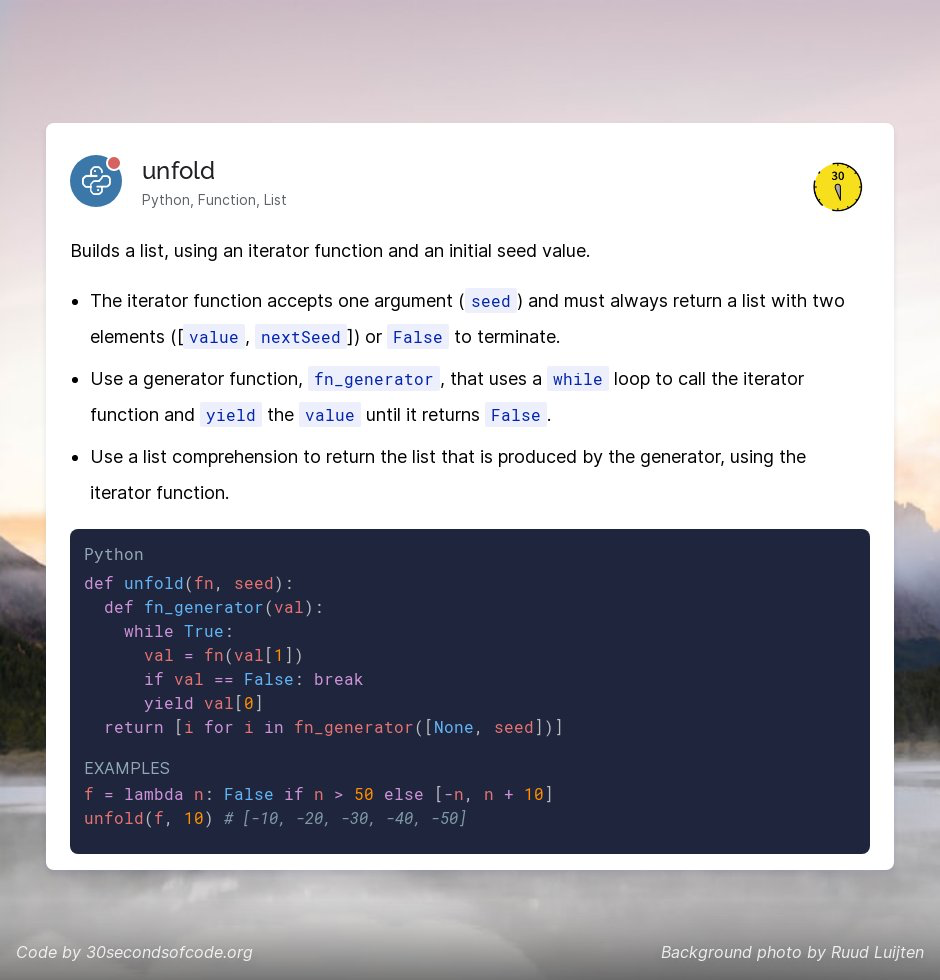 unfold
Python, Function, List
30
Builds a list, using an iterator function and an initial seed value.
• The iterator function accepts one argument ( seed ) and must always return a list with two
elements ([ value , nextSeed ]) or False to terminate.
• Use a generator function, fn_generator , that uses a while loop to call the iterator
function and yield the value until it returns False .
• Use a list comprehension to return the list that is produced by the generator, using the
iterator function.
Python
def unfold(fn, seed):
  def fn_generator(val):
    while True:
      val = fn(val[1])
      if val == False: break
      yield val[0]
  return [i for i in fn_generator([None, seed])]
EXAMPLES
f = lambda n: False if n > 50 else [-n, n + 10]
unfold(f, 10) # [-10, -20, -30, -40, -50]
Code by 30secondsofcode.org
Background photo by Ruud Luijten